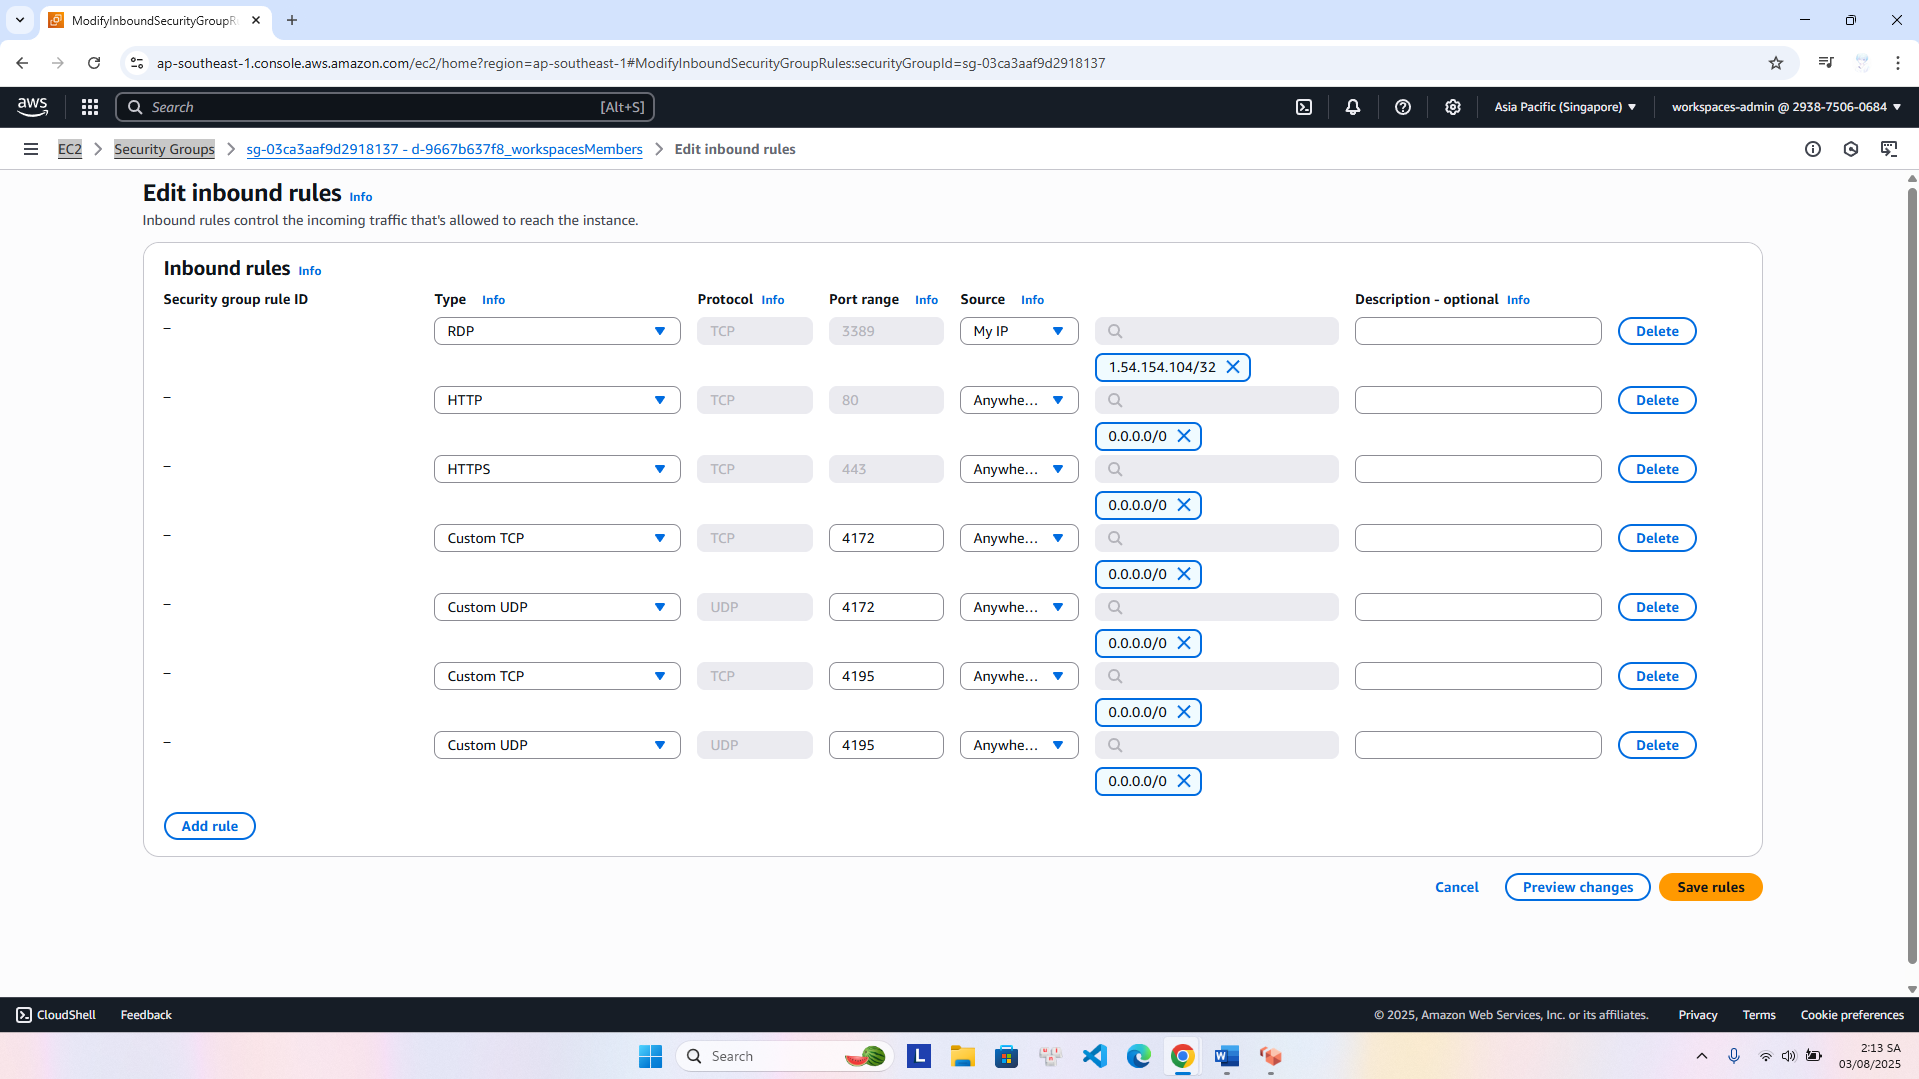 ModifyInboundSecurityGroupR
ap-southeast-1.console.aws.amazon.com/ec2/home?region=ap-southeast-1#ModifyInboundSecurityGroupRules:securityGroupId=sg-03ca3aaf9d2918137
aws
Search
[Alt+S]
Asia Pacific (Singapore)
workspaces-admin @ 2938-7506-0684
EC2
Security Groups
sg-03ca3aaf9d2918137 - d-9667b637f8_workspacesMembers
Edit inbound rules
Edit inbound rules Info
Inbound rules control the incoming traffic that's allowed to reach the instance.
Inbound rules Info
Security group rule ID Type Info Protocol Info Port range Info Source Info Description - optional Info
– RDP TCP 3389 My IP Delete
1.54.154.104/32
– HTTP TCP 80 Anywhe... Delete
0.0.0.0/0
– HTTPS TCP 443 Anywhe... Delete
0.0.0.0/0
– Custom TCP TCP 4172 Anywhe... Delete
0.0.0.0/0
– Custom UDP UDP 4172 Anywhe... Delete
0.0.0.0/0
– Custom TCP TCP 4195 Anywhe... Delete
0.0.0.0/0
– Custom UDP UDP 4195 Anywhe... Delete
0.0.0.0/0
Add rule
Cancel
Preview changes
Save rules
CloudShell
Feedback
© 2025, Amazon Web Services, Inc. or its affiliates.
Privacy
Terms
Cookie preferences
Search
L
2:13 SA
03/08/2025